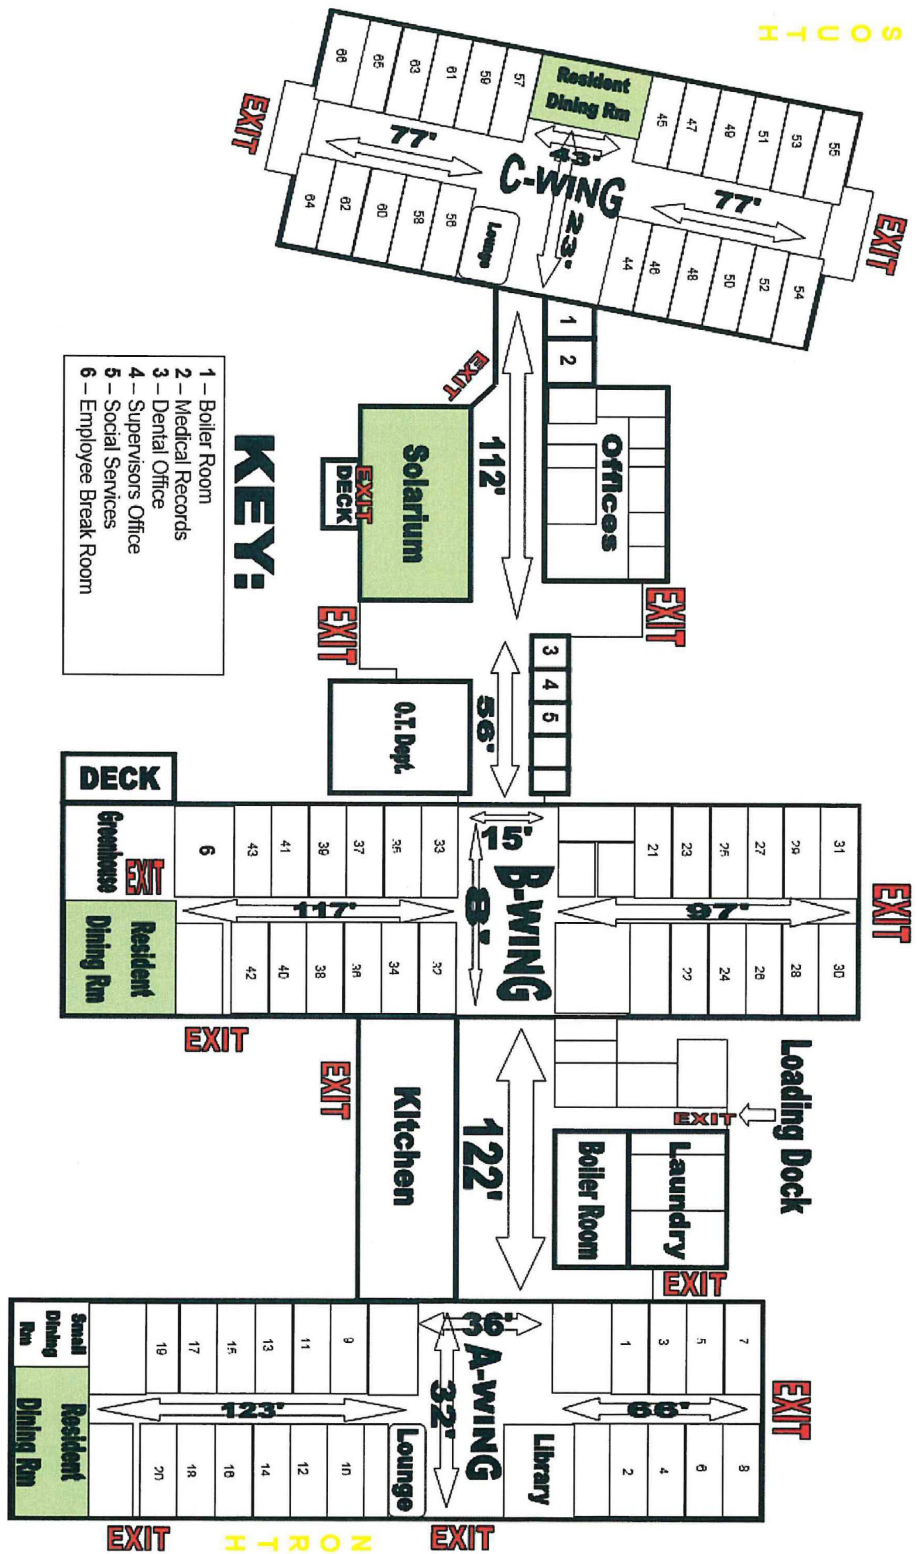 SOUTH
66
65
63
61
59
57
Resident
Dining Rm
45
47
49
51
53
55
EXIT
77'
43'
C-WING
23'
77'
EXIT
64
62
60
58
56
Lounge
44
46
48
50
52
54
1
2
EXIT
112'
Offices
Solarium
EXIT
DECK
EXIT
EXIT
KEY:
1 – Boiler Room
2 – Medical Records
3 – Dental Office
4 – Supervisors Office
5 – Social Services
6 – Employee Break Room
3
4
5
56'
O.T. Dept.
DECK
Greenhouse
EXIT
6
43
41
39
37
35
33
15'
B-WING
8'
21
23
25
27
29
31
117'
97'
EXIT
Resident
Dining Rm
42
40
38
36
34
32
22
24
26
28
30
EXIT
EXIT
Kitchen
122'
Loading Dock
EXIT
Boiler Room
Laundry
EXIT
Small
Dining
Rm
19
17
15
13
11
9
36'
A-WING
32'
1
3
5
7
123'
66'
EXIT
Resident
Dining Rm
20
18
16
14
12
10
Lounge
Library
2
4
6
8
EXIT
EXIT
NORTH